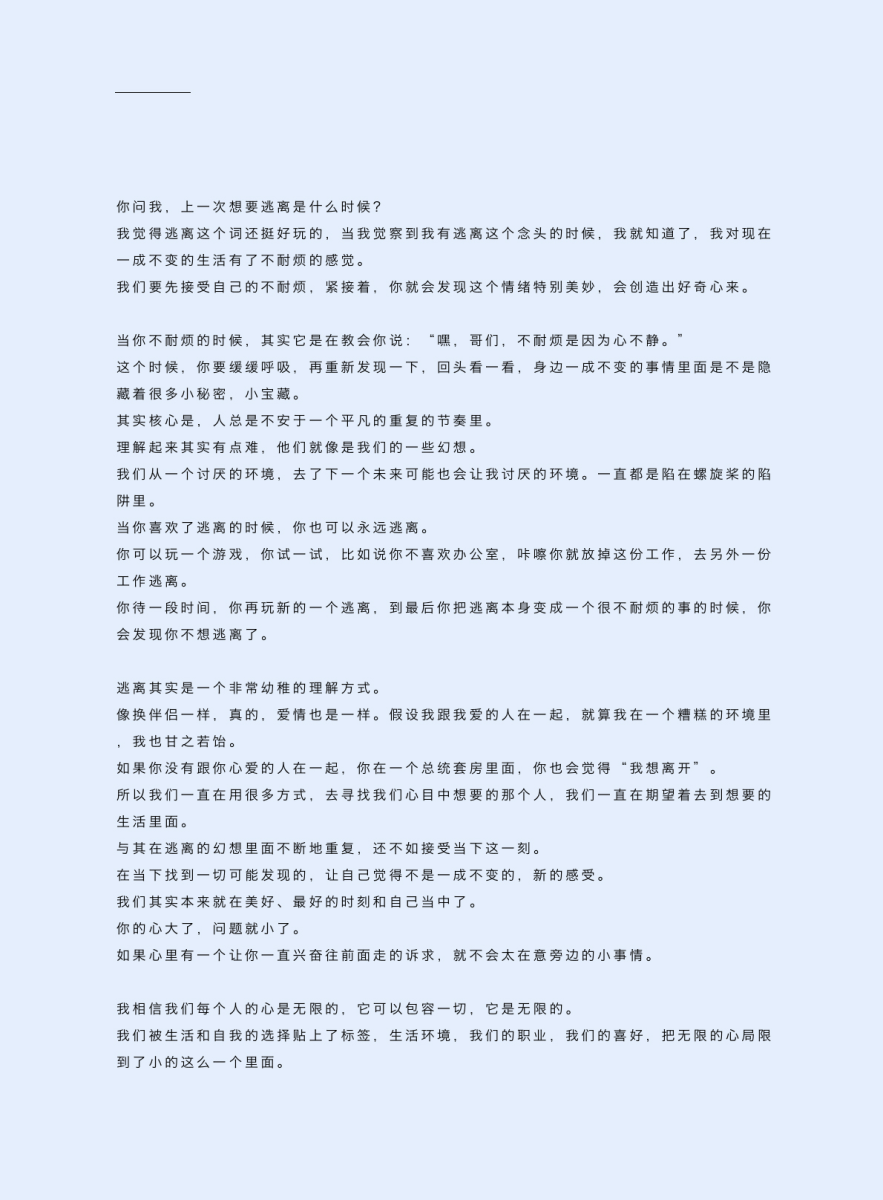 你问我，上一次想要逃离是什么时候？
我觉得逃离这个词还挺好玩的，当我觉察到我有逃离这个念头的时候，我就知道了，我对现在
一成不变的生活有了不耐烦的感觉。
我们要先接受自己的不耐烦，紧接着，你就会发现这个情绪特别美妙，会创造出好奇心来。
当你不耐烦的时候，其实它是在教会你说：“嘿，哥们，不耐烦是因为心不静。”
这个时候，你要缓缓呼吸，再重新发现一下，回头看一看，身边一成不变的事情里面是不是隐
藏着很多小秘密，小宝藏。
其实核心是，人总是不安于一个平凡的重复的节奏里。
理解起来其实有点难，他们就像是我们的一些幻想。
我们从一个讨厌的环境，去了下一个未来可能也会让我讨厌的环境。一直都是陷在螺旋桨的陷
阱里。
当你喜欢了逃离的时候，你也可以永远逃离。
你可以玩一个游戏，你试一试，比如说你不喜欢办公室，咔嚓你就放掉这份工作，去另外一份
工作逃离。
你待一段时间，你再玩新的一个逃离，到最后你把逃离本身变成一个很不耐烦的事的时候，你
会发现你不想逃离了。
逃离其实是一个非常幼稚的理解方式。
像换伴侣一样，真的，爱情也是一样。假设我跟我爱的人在一起，就算我在一个糟糕的环境里
，我也甘之若饴。
如果你没有跟你心爱的人在一起，你在一个总统套房里面，你也会觉得“我想离开”。
所以我们一直在用很多方式，去寻找我们心目中想要的那个人，我们一直在期望着去到想要的
生活里面。
与其在逃离的幻想里面不断地重复，还不如接受当下这一刻。
在当下找到一切可能发现的，让自己觉得不是一成不变的，新的感受。
我们其实本来就在美好、最好的时刻和自己当中了。
你的心大了，问题就小了。
如果心里有一个让你一直兴奋往前面走的诉求，就不会太在意旁边的小事情。
我相信我们每个人的心是无限的，它可以包容一切，它是无限的。
我们被生活和自我的选择贴上了标签，生活环境，我们的职业，我们的喜好，把无限的心局限
到了小的这么一个里面。